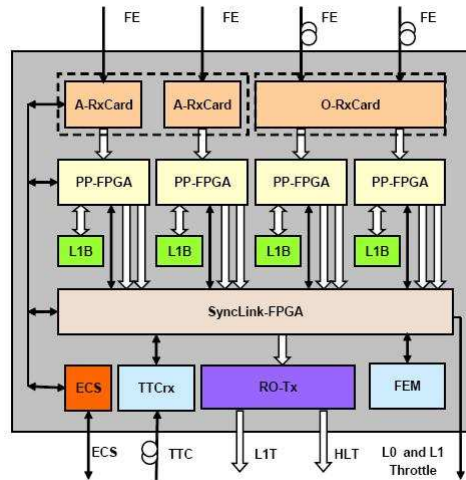 FE FE FE FE
A-RxCard A-RxCard O-RxCard
PP-FPGA PP-FPGA PP-FPGA PP-FPGA
L1B L1B L1B L1B
SyncLink-FPGA
ECS TTCrx RO-Tx FEM
ECS TTC L1T HLT L0 and L1
Throttle